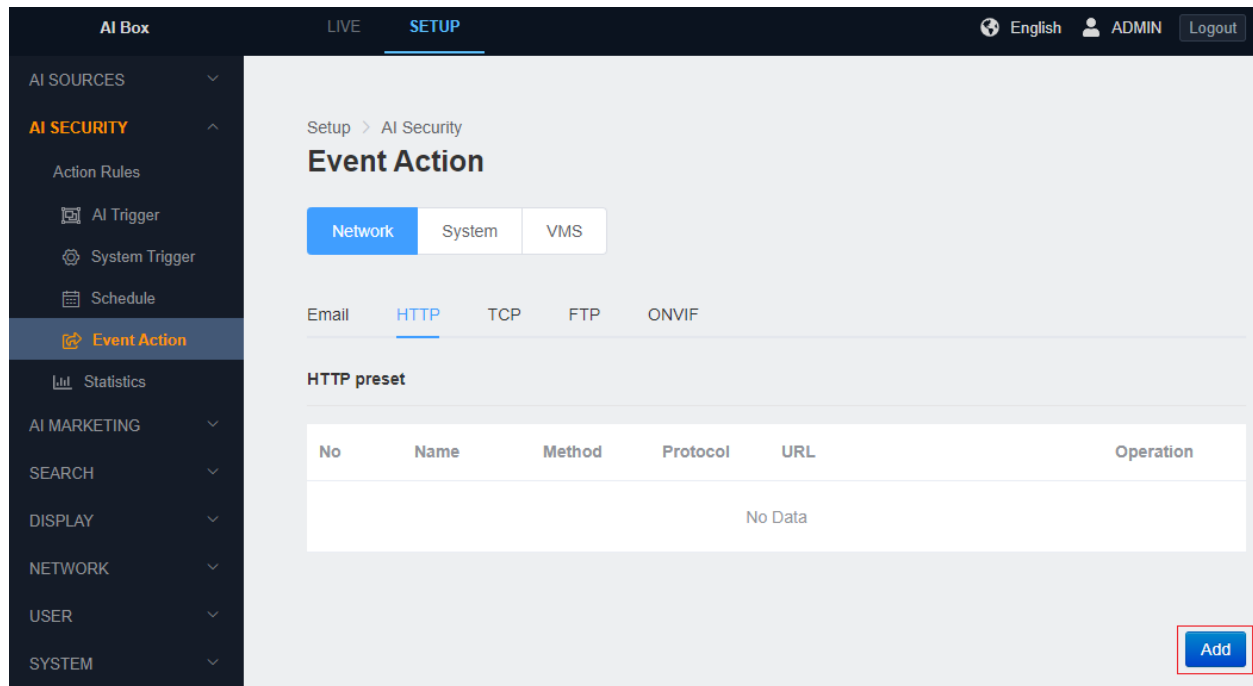 AI Box
LIVE SETUP
English ADMIN Logout
AI SOURCES
AI SECURITY
Action Rules
AI Trigger
System Trigger
Schedule
Event Action
Statistics
AI MARKETING
SEARCH
DISPLAY
NETWORK
USER
SYSTEM
Setup > AI Security
Event Action
Network System VMS
Email HTTP TCP FTP ONVIF
HTTP preset
No Name Method Protocol URL Operation
No Data
Add